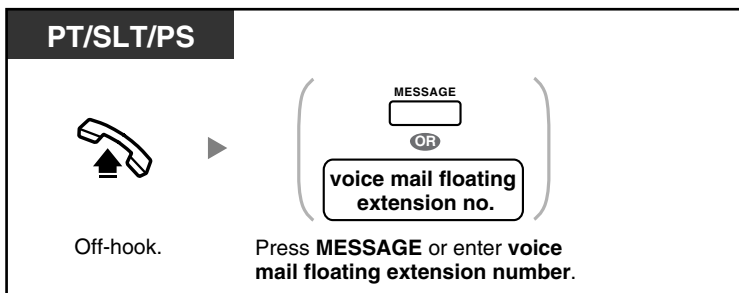 PT/SLT/PS
MESSAGE
OR
voice mail floating
extension no.
Off-hook.
Press MESSAGE or enter voice
mail floating extension number.